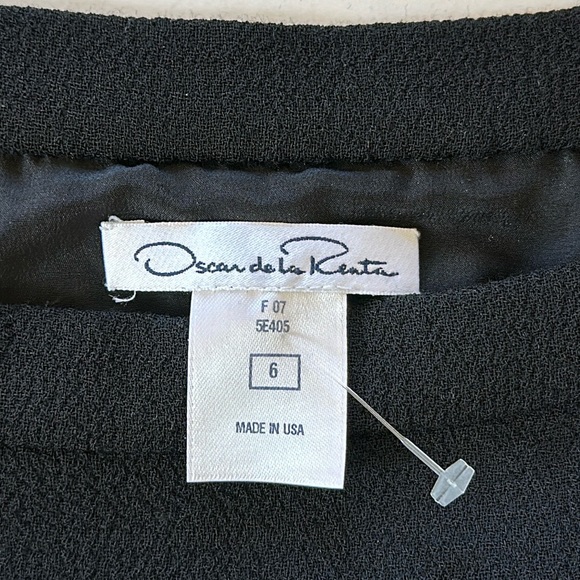 Oscar de la Renta
F 07
5E405
6
MADE IN USA